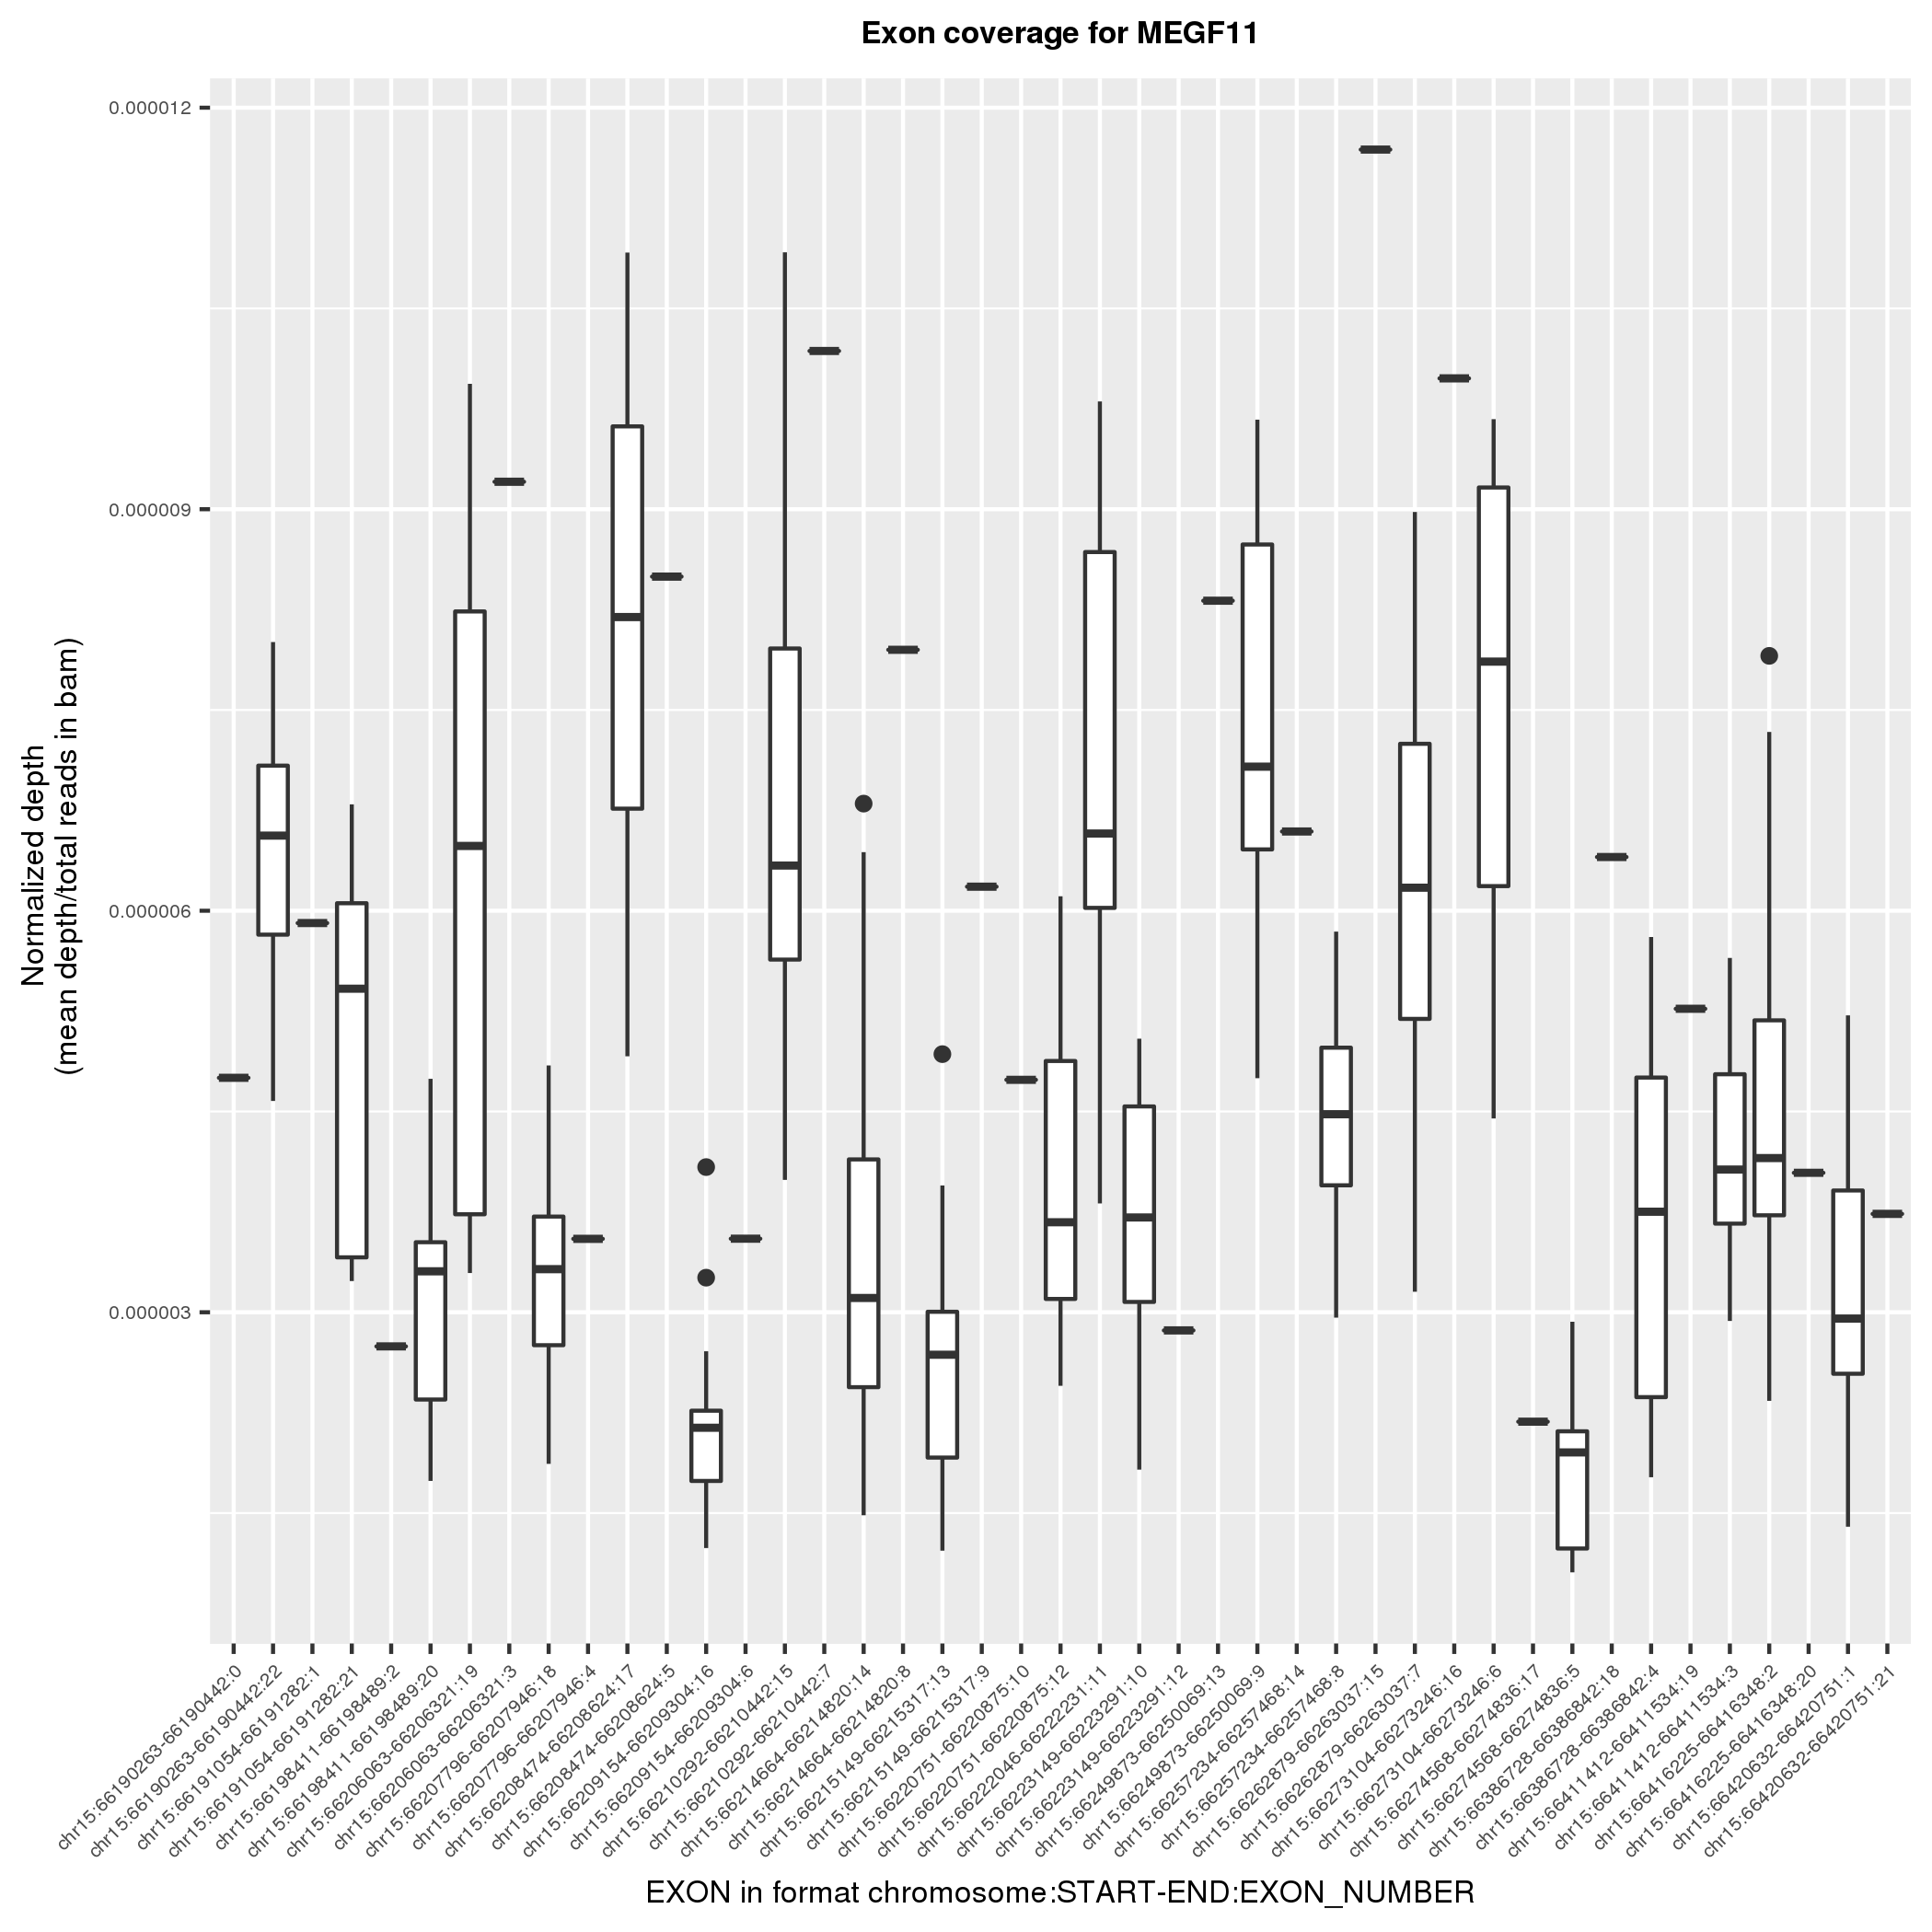 Exon coverage for MEGF11
0.000012
0.000009
0.000006
0.000003
Normalized depth
(mean depth/total reads in bam)
chr15:66190263-66190442:0
chr15:66190263-66190442:22
chr15:66191054-66191282:1
chr15:66191054-66191282:21
chr15:66198411-66198489:2
chr15:66198411-66198489:20
chr15:66206063-66206321:19
chr15:66206063-66206321:3
chr15:66207796-66207946:18
chr15:66207796-66207946:4
chr15:66208474-66208624:17
chr15:66208474-66208624:5
chr15:66209154-66209304:16
chr15:66209154-66209304:6
chr15:66210292-66210442:15
chr15:66210292-66210442:7
chr15:66214664-66214820:14
chr15:66214664-66214820:8
chr15:66215149-66215317:13
chr15:66215149-66215317:9
chr15:66220751-66220875:10
chr15:66220751-66220875:12
chr15:66222046-66222231:11
chr15:66223149-66223291:10
chr15:66223149-66223291:12
chr15:66249873-66250069:13
chr15:66249873-66250069:9
chr15:66257234-66257468:14
chr15:66257234-66257468:8
chr15:66262879-66263037:15
chr15:66262879-66263037:7
chr15:66273104-66273246:16
chr15:66273104-66273246:6
chr15:66274568-66274836:17
chr15:66274568-66274836:5
chr15:66386728-66386842:18
chr15:66386728-66386842:4
chr15:66411412-66411534:19
chr15:66411412-66411534:3
chr15:66416225-66416348:2
chr15:66416225-66416348:20
chr15:66420632-66420751:1
chr15:66420632-66420751:21
EXON in format chromosome:START-END:EXON_NUMBER